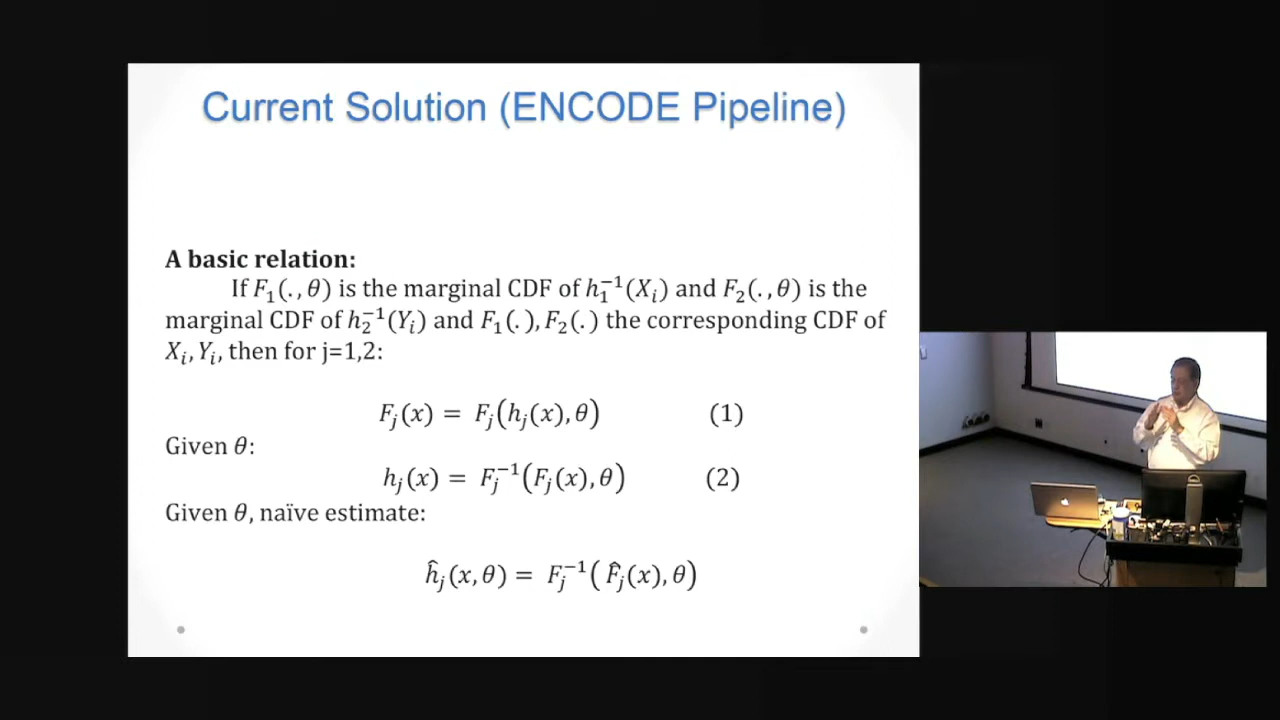 Current Solution (ENCODE Pipeline)
A basic relation:
If F₁(. , θ) is the marginal CDF of h₁⁻¹(Xᵢ) and F₂(. , θ) is the
marginal CDF of h₂⁻¹(Yᵢ) and F₁(. ), F₂(. ) the corresponding CDF of
Xᵢ, Yᵢ, then for j=1,2:
Fⱼ(x) = Fⱼ(hⱼ(x), θ) (1)
Given θ:
hⱼ(x) = Fⱼ⁻¹(Fⱼ(x), θ) (2)
Given θ, naïve estimate:
ĥⱼ(x, θ) = Fⱼ⁻¹( F̂ⱼ(x), θ)